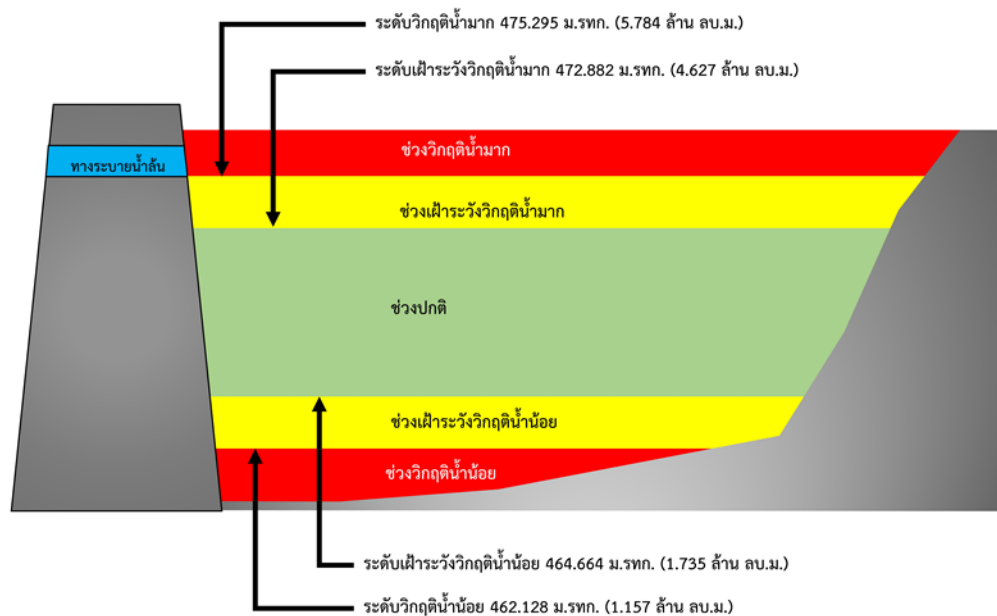 ระดับวิกฤติน้ำมาก 475.295 ม.รทก. (5.784 ล้าน ลบ.ม.)
ระดับเฝ้าระวังวิกฤติน้ำมาก 472.882 ม.รทก. (4.627 ล้าน ลบ.ม.)
ช่วงวิกฤติน้ำมาก
ทางระบายน้ำล้น
ช่วงเฝ้าระวังวิกฤติน้ำมาก
ช่วงปกติ
ช่วงเฝ้าระวังวิกฤติน้ำน้อย
ช่วงวิกฤติน้ำน้อย
ระดับเฝ้าระวังวิกฤติน้ำน้อย 464.664 ม.รทก. (1.735 ล้าน ลบ.ม.)
ระดับวิกฤติน้ำน้อย 462.128 ม.รทก. (1.157 ล้าน ลบ.ม.)